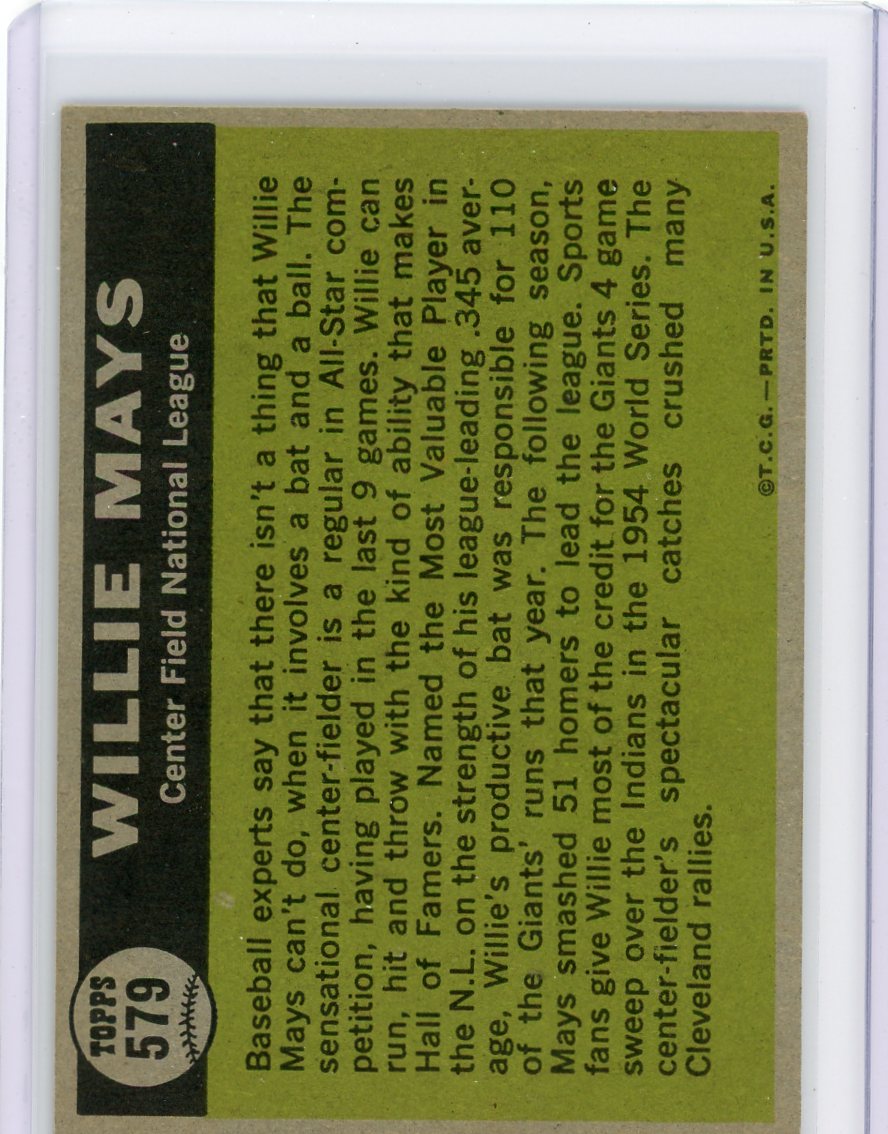 TOPPS
579
WILLIE MAYS
Center Field National League
Baseball experts say that there isn't a thing that Willie
Mays can't do, when it involves a bat and a ball. The
sensational center-fielder is a regular in All-Star com-
petition, having played in the last 9 games. Willie can
run, hit and throw with the kind of ability that makes
Hall of Famers. Named the Most Valuable Player in
the N.L. on the strength of his league-leading .345 aver-
age, Willie's productive bat was responsible for 110
of the Giants' runs that year. The following season,
Mays smashed 51 homers to lead the league. Sports
fans give Willie most of the credit for the Giants 4 game
sweep over the Indians in the 1954 World Series. The
center-fielder's spectacular catches crushed many
Cleveland rallies.
©T.C.G.—PRTD. IN U.S.A.